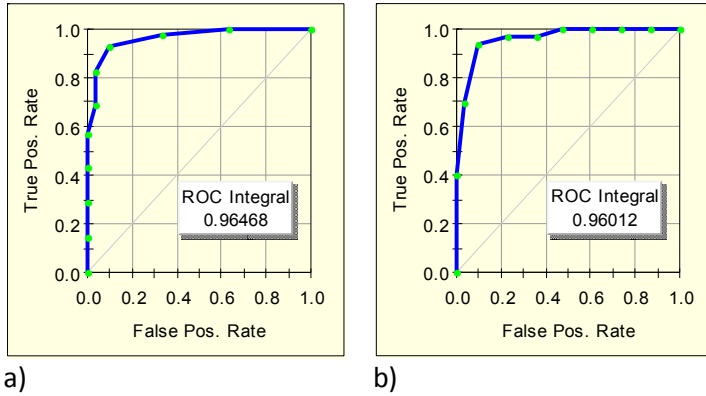 1.0
0.8
0.6
0.4
0.2
0.0
True Pos. Rate
ROC Integral
0.96468
0.0 0.2 0.4 0.6 0.8 1.0
False Pos. Rate
a)
1.0
0.8
0.6
0.4
0.2
0.0
True Pos. Rate
ROC Integral
0.96012
0.0 0.2 0.4 0.6 0.8 1.0
False Pos. Rate
b)